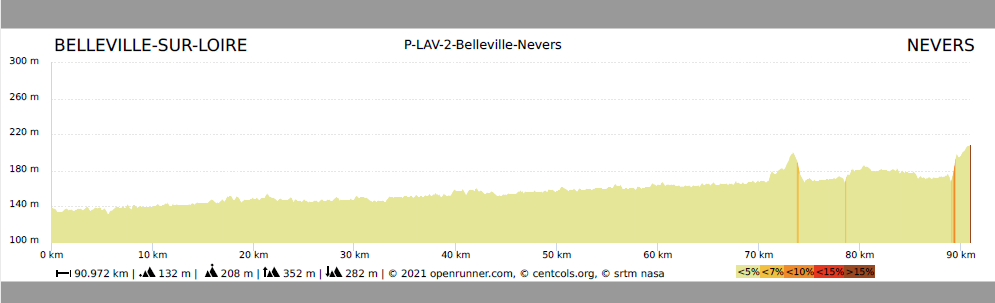 BELLEVILLE-SUR-LOIRE P-LAV-2-Belleville-Nevers NEVERS
300 m
260 m
220 m
180 m
140 m
100 m
0 km 10 km 20 km 30 km 40 km 50 km 60 km 70 km 80 km 90 km
90.972 km | 132 m | 208 m | 352 m | 282 m | © 2021 openrunner.com, © centcols.org, © srtm nasa <5% <7% <10% <15% >15%